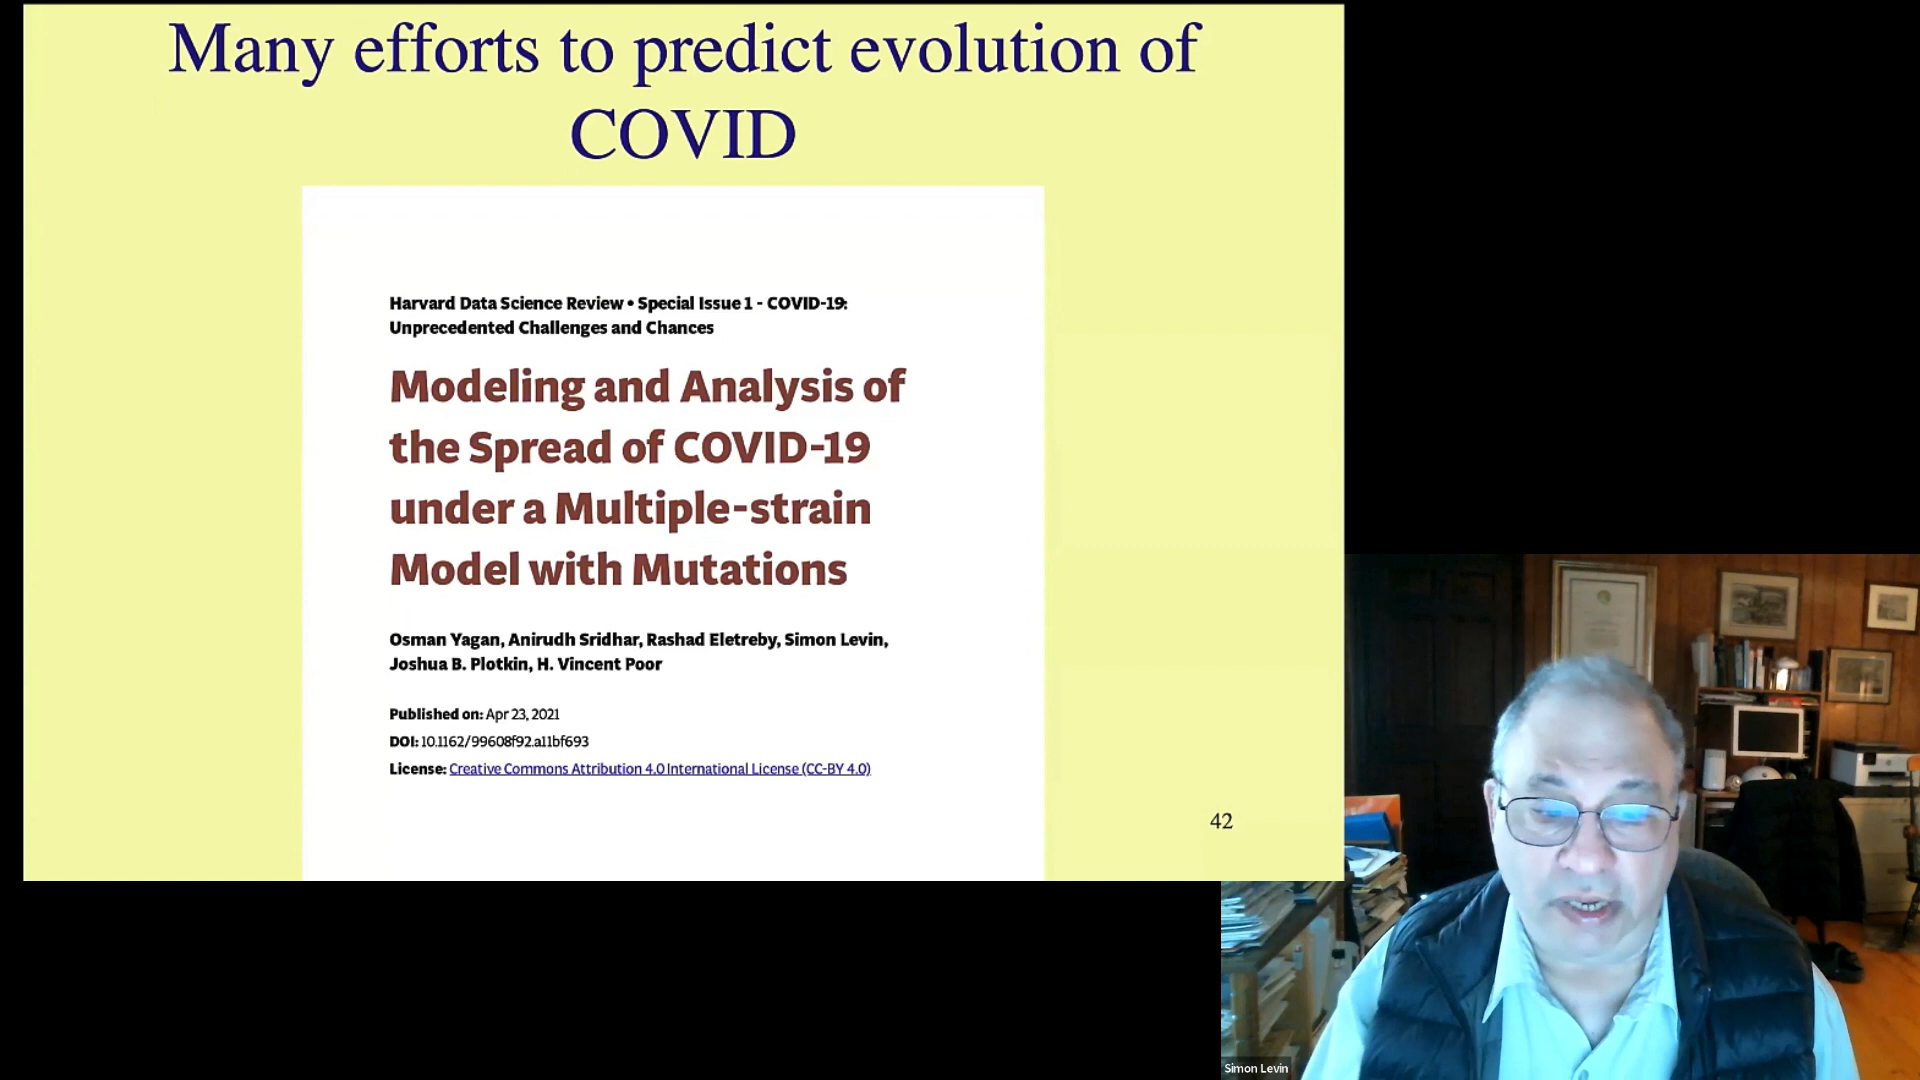 Many efforts to predict evolution of
COVID
Harvard Data Science Review • Special Issue 1 - COVID-19:
Unprecedented Challenges and Chances
Modeling and Analysis of
the Spread of COVID-19
under a Multiple-strain
Model with Mutations
Osman Yagan, Anirudh Sridhar, Rashad Eletreby, Simon Levin,
Joshua B. Plotkin, H. Vincent Poor
Published on: Apr 23, 2021
DOI: 10.1162/99608f92.a11bf693
License: Creative Commons Attribution 4.0 International License (CC-BY 4.0)
42
Simon Levin